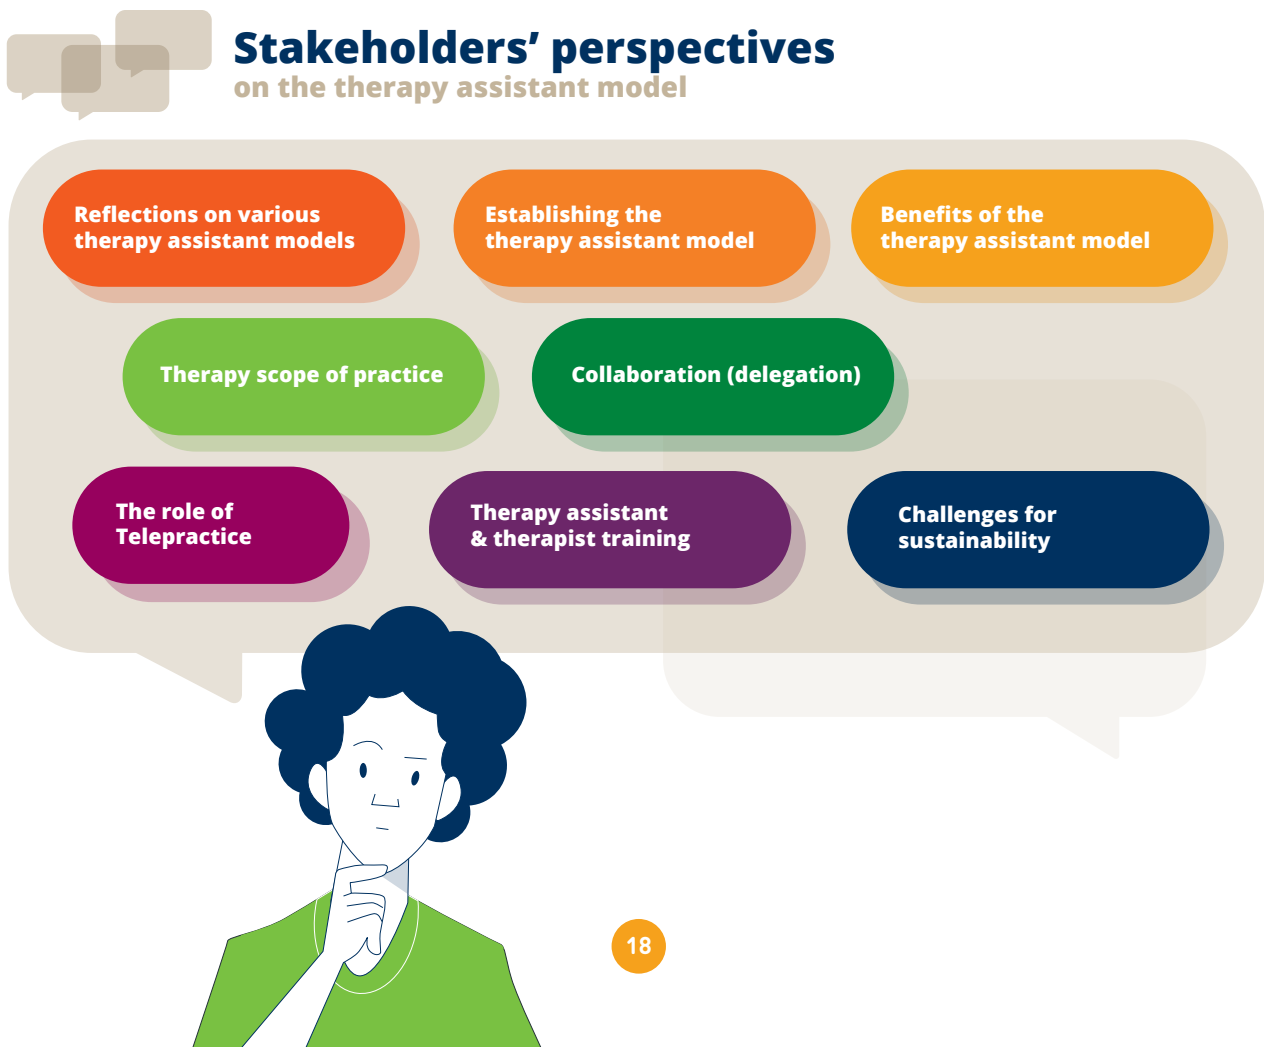 Stakeholders’ perspectives
on the therapy assistant model
Reflections on various
therapy assistant models
Establishing the
therapy assistant model
Benefits of the
therapy assistant model
Therapy scope of practice
Collaboration (delegation)
The role of
Telepractice
Therapy assistant
& therapist training
Challenges for
sustainability
18